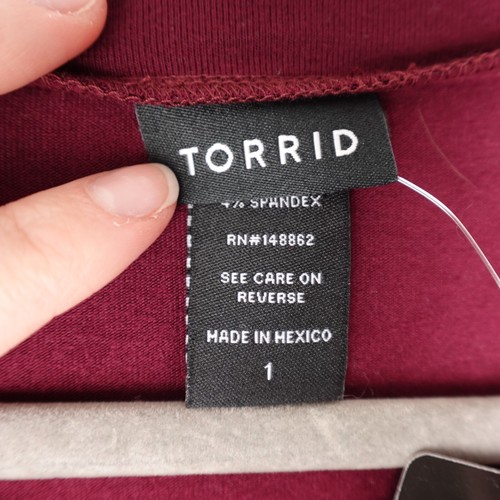 TORRID
4% SPANDEX
RN#148862
SEE CARE ON
REVERSE
MADE IN MEXICO
1